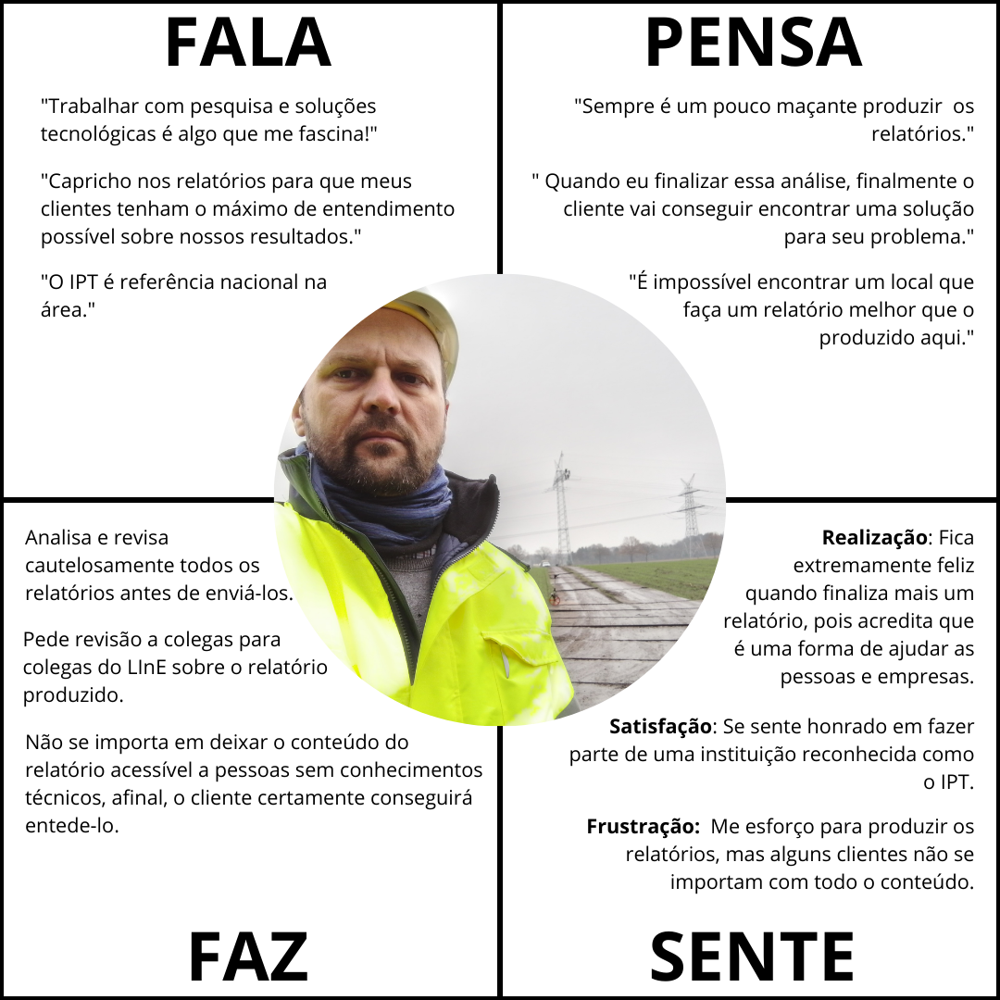 FALA
"Trabalhar com pesquisa e soluções
tecnológicas é algo que me fascina!"
"Capricho nos relatórios para que meus
clientes tenham o máximo de entendimento
possível sobre nossos resultados."
"O IPT é referência nacional na
área."
PENSA
"Sempre é um pouco maçante produzir  os
relatórios."
" Quando eu finalizar essa análise, finalmente o
cliente vai conseguir encontrar uma solução
para seu problema."
"É impossível encontrar um local que
faça um relatório melhor que o
produzido aqui."
Analisa e revisa
cautelosamente todos os
relatórios antes de enviá-los.
Pede revisão a colegas para
colegas do LInE sobre o relatório
produzido.
Não se importa em deixar o conteúdo do
relatório acessível a pessoas sem conhecimentos
técnicos, afinal, o cliente certamente conseguirá
entede-lo.
FAZ
Realização: Fica
extremamente feliz
quando finaliza mais um
relatório, pois acredita que
é uma forma de ajudar as
pessoas e empresas.
Satisfação: Se sente honrado em fazer
parte de uma instituição reconhecida como
o IPT.
Frustração:  Me esforço para produzir os
relatórios, mas alguns clientes não se
importam com todo o conteúdo.
SENTE